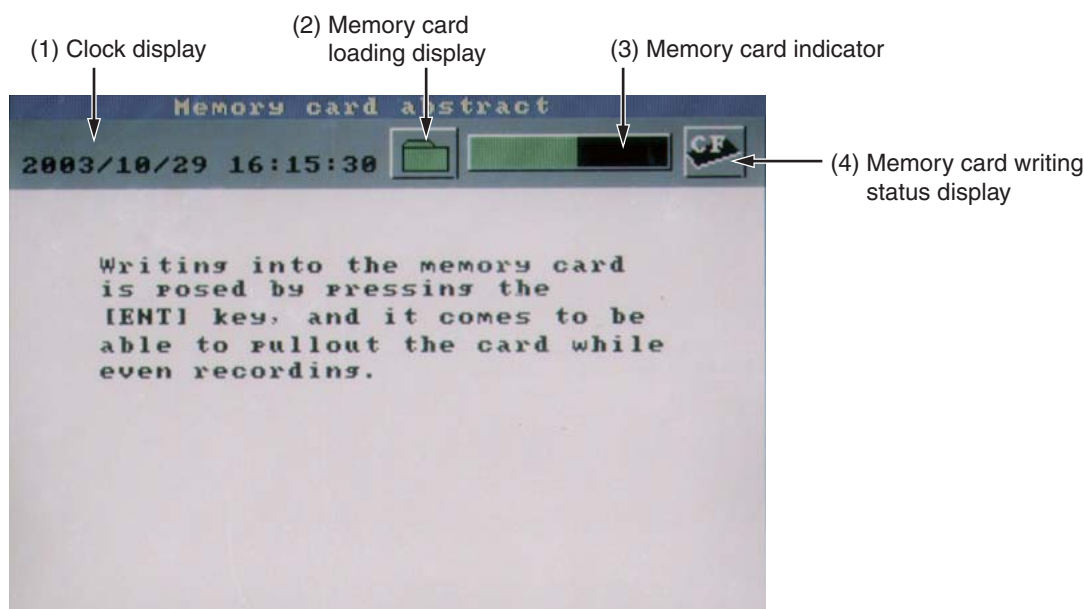 (1) Clock display
(2) Memory card
loading display
(3) Memory card indicator
Memory card abstract
2003/10/29 16:15:30
CF
(4) Memory card writing
status display
Writing into the memory card
is posed by pressing the
[ENT] key, and it comes to be
able to pullout the card while
even recording.